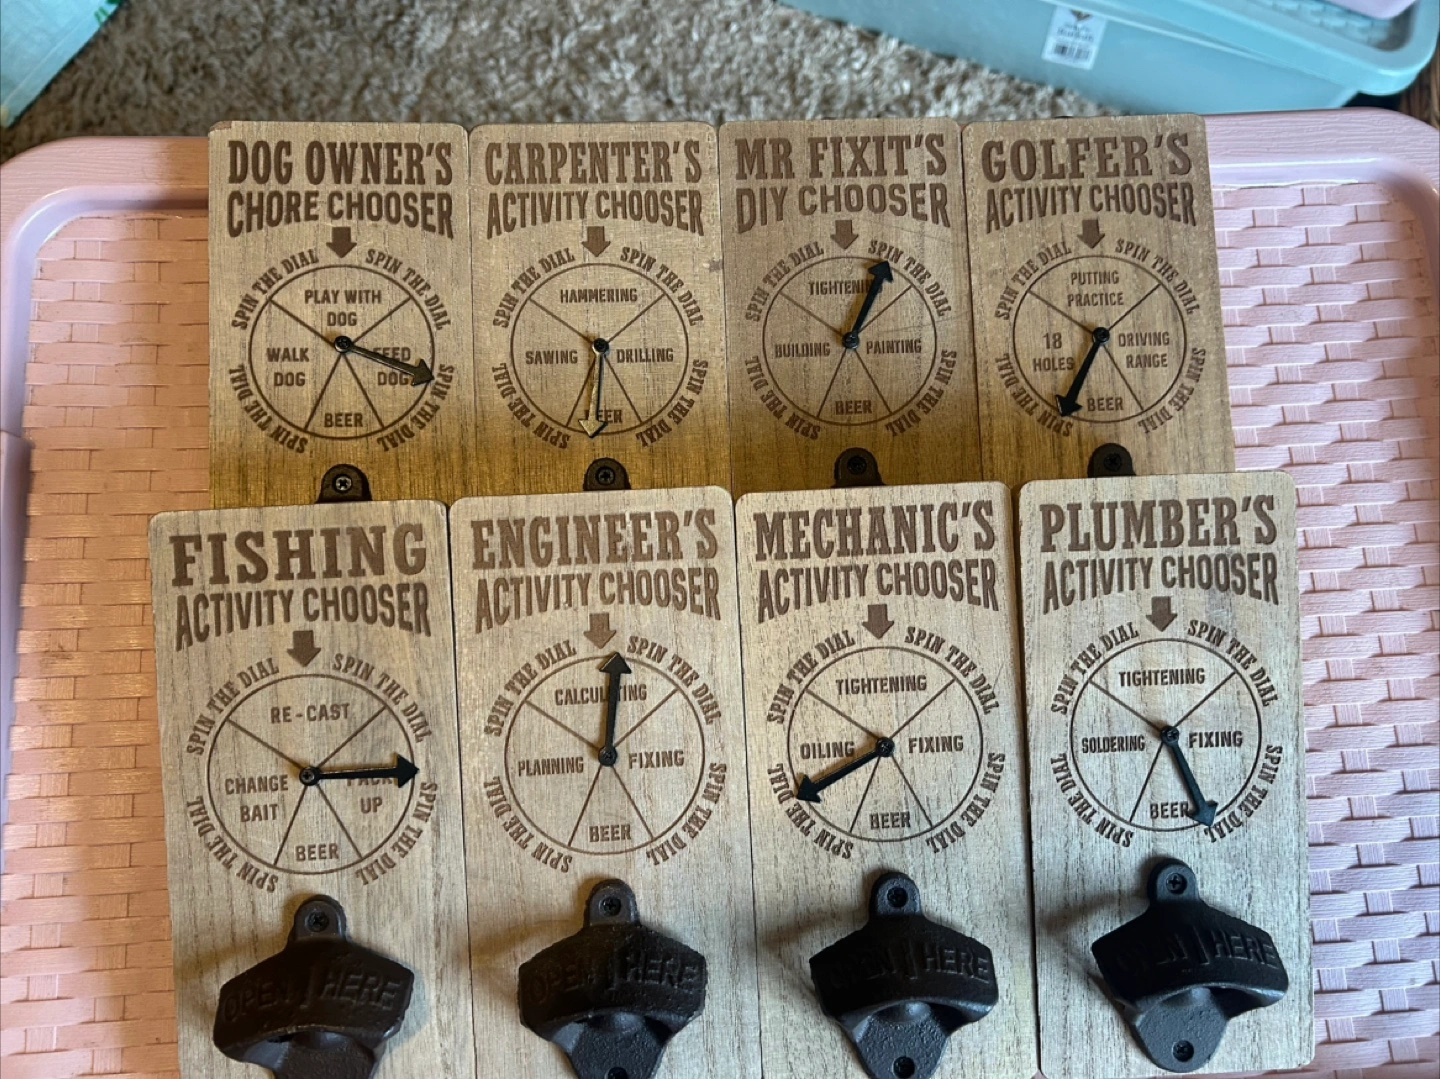 DOG OWNER'S
CHORE CHOOSER
SPIN THE DIAL
SPIN THE DIAL
SPIN THE DIAL
SPIN THE DIAL
PLAY WITH
DOG
WALK
DOG
FEED
DOG
BEER
CARPENTER'S
ACTIVITY CHOOSER
SPIN THE DIAL
SPIN THE DIAL
SPIN THE DIAL
SPIN THE DIAL
HAMMERING
SAWING
DRILLING
BEER
MR FIXIT'S
DIY CHOOSER
SPIN THE DIAL
SPIN THE DIAL
SPIN THE DIAL
SPIN THE DIAL
TIGHTENING
BUILDING
PAINTING
BEER
GOLFER'S
ACTIVITY CHOOSER
SPIN THE DIAL
SPIN THE DIAL
SPIN THE DIAL
SPIN THE DIAL
PUTTING
PRACTICE
18
HOLES
DRIVING
RANGE
BEER
FISHING
ACTIVITY CHOOSER
SPIN THE DIAL
SPIN THE DIAL
SPIN THE DIAL
SPIN THE DIAL
RE-CAST
CHANGE
BAIT
PACK
UP
BEER
OPEN HERE
ENGINEER'S
ACTIVITY CHOOSER
SPIN THE DIAL
SPIN THE DIAL
SPIN THE DIAL
SPIN THE DIAL
CALCULATING
PLANNING
FIXING
BEER
OPEN HERE
MECHANIC'S
ACTIVITY CHOOSER
SPIN THE DIAL
SPIN THE DIAL
SPIN THE DIAL
SPIN THE DIAL
TIGHTENING
OILING
FIXING
BEER
OPEN HERE
PLUMBER'S
ACTIVITY CHOOSER
SPIN THE DIAL
SPIN THE DIAL
SPIN THE DIAL
SPIN THE DIAL
TIGHTENING
SOLDERING
FIXING
BEER
OPEN HERE